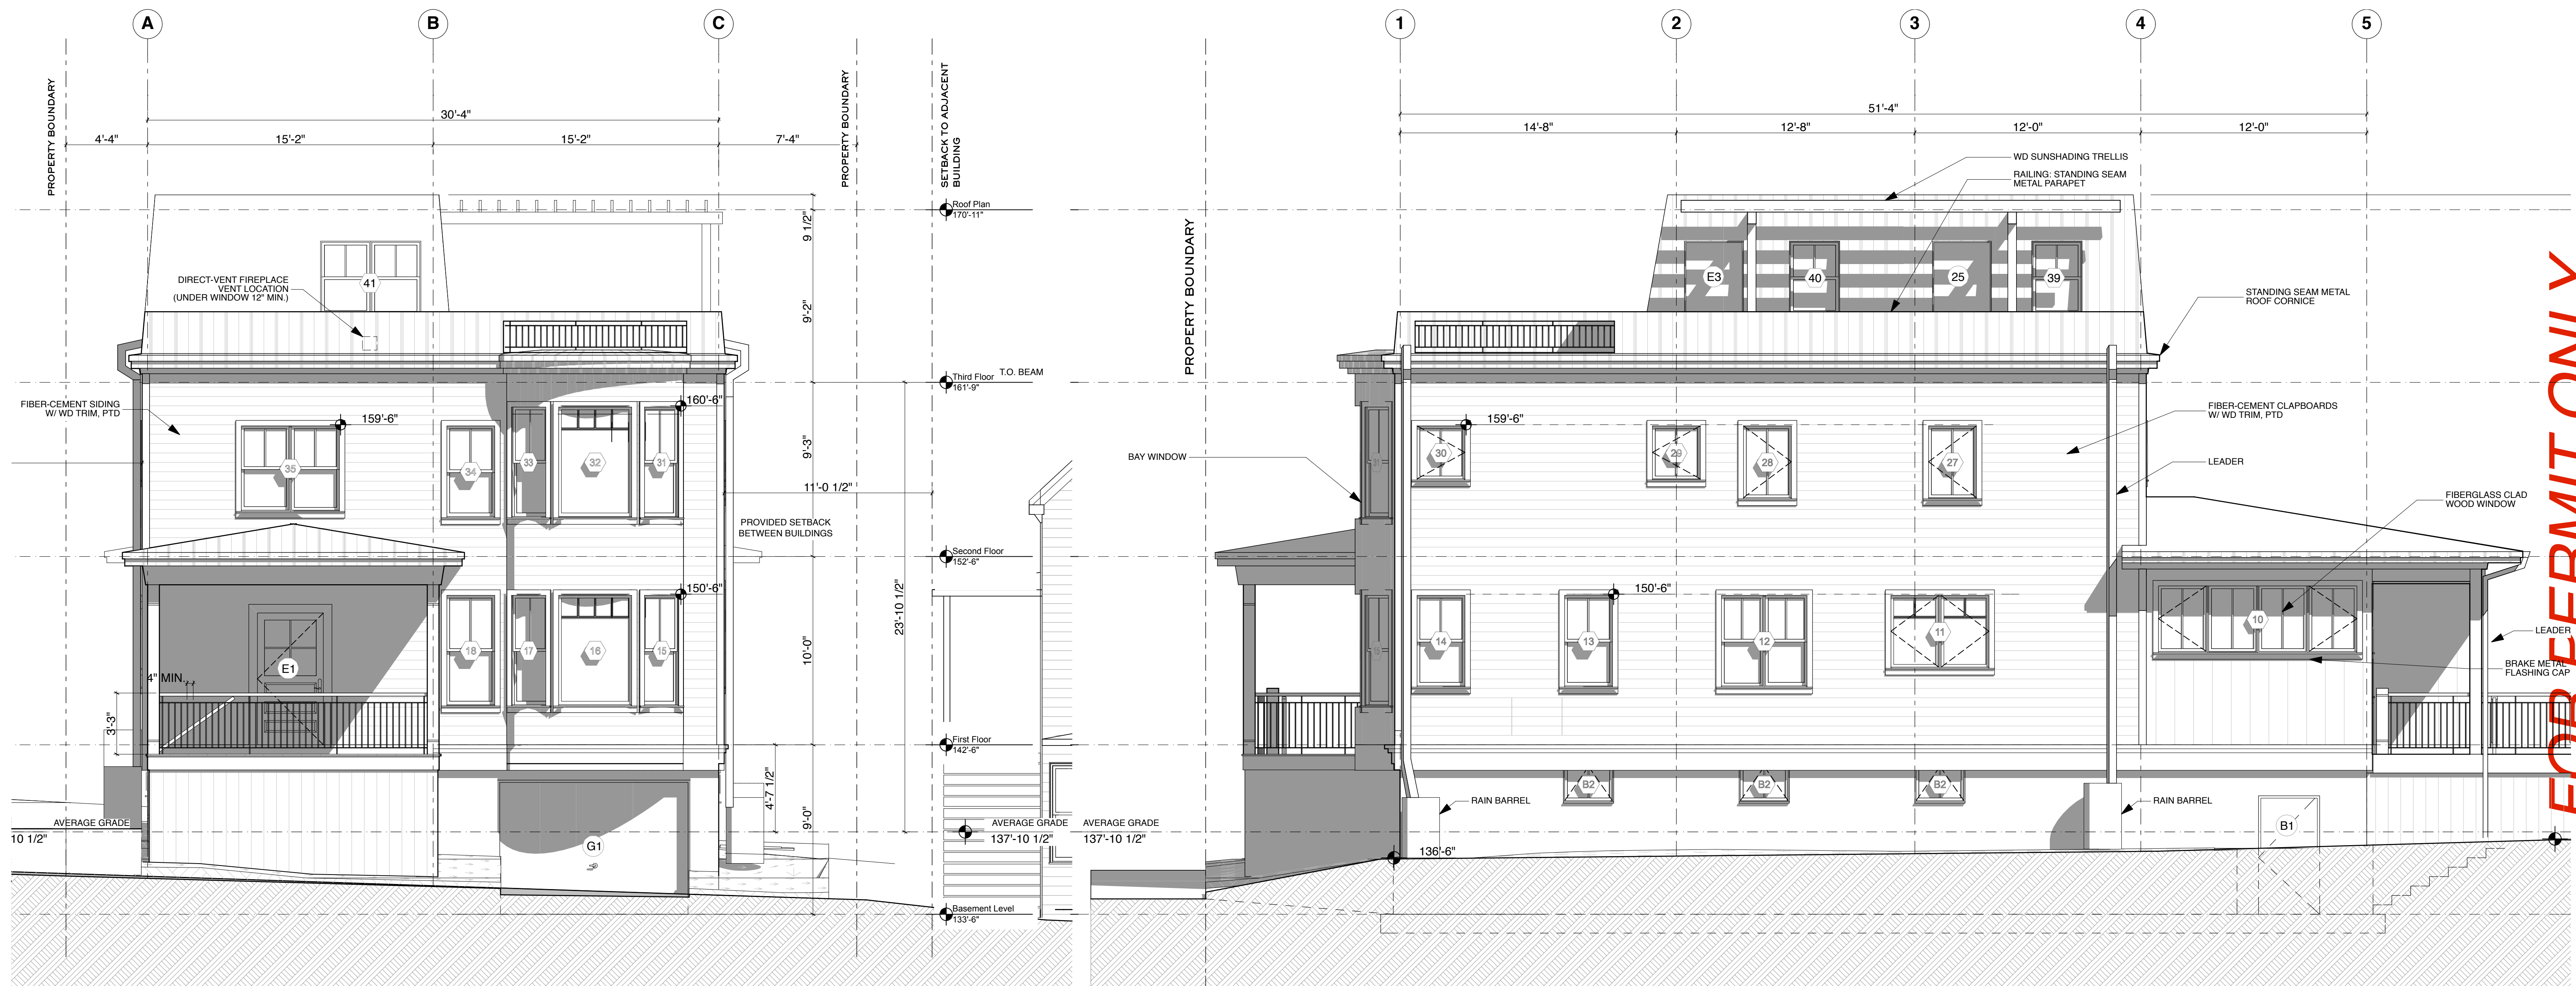 A
B
C
1
2
3
4
5
PROPERTY BOUNDARY
30'-4"
4'-4"
15'-2"
15'-2"
7'-4"
PROPERTY BOUNDARY
SETBACK TO ADJACENT
BUILDING
Roof Plan
170'-11"
9 1/2"
DIRECT-VENT FIREPLACE
VENT LOCATION
(UNDER WINDOW 12" MIN.)
41
9'-2"
Third Floor
161'-9"
T.O. BEAM
FIBER-CEMENT SIDING
W/ WD TRIM, PTD
159'-6"
160'-6"
35
34
33
32
31
9'-3"
11'-0 1/2"
PROVIDED SETBACK
BETWEEN BUILDINGS
Second Floor
152'-6"
150'-6"
23'-10 1/2"
18
17
16
15
10'-0"
E1
4" MIN.
3'-3"
First Floor
142'-6"
4'-7 1/2"
9'-0"
AVERAGE GRADE
10 1/2"
G1
AVERAGE GRADE
137'-10 1/2"
Basement Level
133'-6"
51'-4"
14'-8"
12'-8"
12'-0"
12'-0"
WD SUNSHADING TRELLIS
RAILING: STANDING SEAM
METAL PARAPET
PROPERTY BOUNDARY
E3
40
25
39
STANDING SEAM METAL
ROOF CORNICE
159'-6"
FIBER-CEMENT CLAPBOARDS
W/ WD TRIM, PTD
BAY WINDOW
31
30
29
28
27
LEADER
FIBERGLASS CLAD
WOOD WINDOW
150'-6"
15
14
13
12
11
10
LEADER
BRAKE METAL
FLASHING CAP
B2
B2
B2
RAIN BARREL
RAIN BARREL
B1
AVERAGE GRADE
137'-10 1/2"
136'-6"
FOR PERMIT ONLY